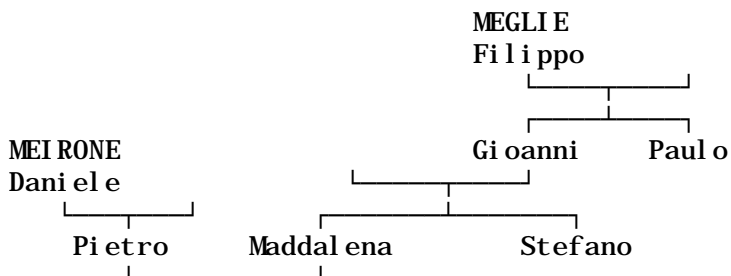 MEGLIE
Filippo
MEIRONE
Gioanni Paulo
Daniele
Pietro Maddalena Stefano